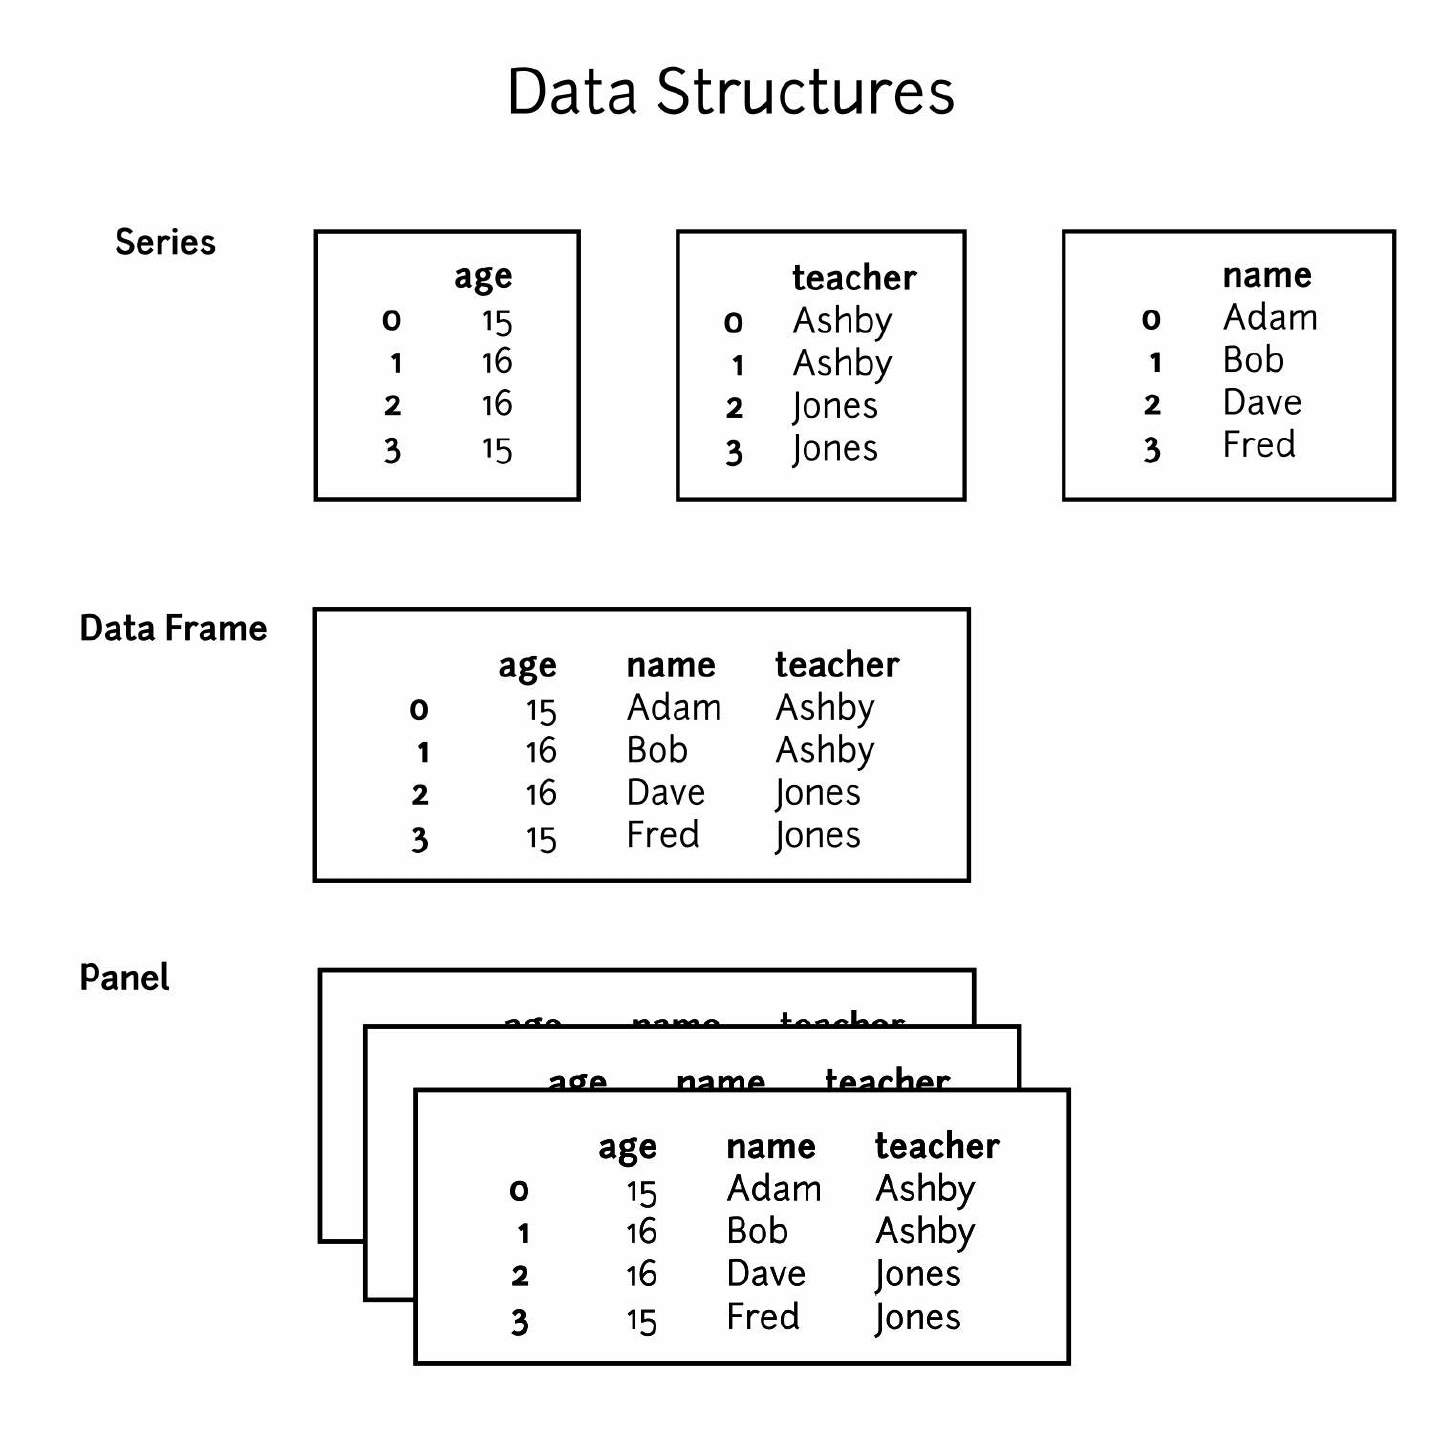 Data Structures
Series
age
0 15
1 16
2 16
3 15
teacher
0 Ashby
1 Ashby
2 Jones
3 Jones
name
0 Adam
1 Bob
2 Dave
3 Fred
Data Frame
age name teacher
0 15 Adam Ashby
1 16 Bob Ashby
2 16 Dave Jones
3 15 Fred Jones
Panel
age name teacher
age name teacher
age name teacher
0 15 Adam Ashby
1 16 Bob Ashby
2 16 Dave Jones
3 15 Fred Jones